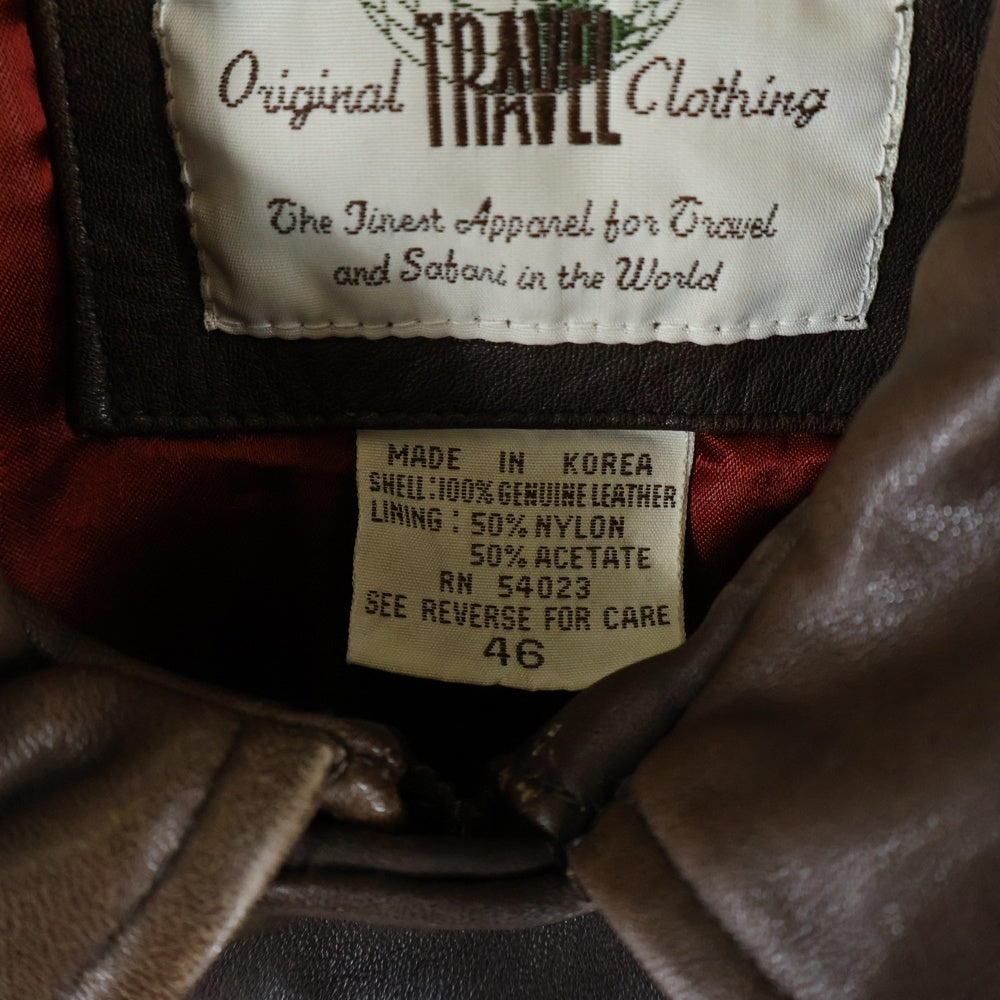 Original TRAVEL Clothing
The Finest Apparel for Travel
and Safari in the World
MADE IN KOREA
SHELL:100% GENUINE LEATHER
LINING: 50% NYLON
50% ACETATE
RN 54023
SEE REVERSE FOR CARE
46